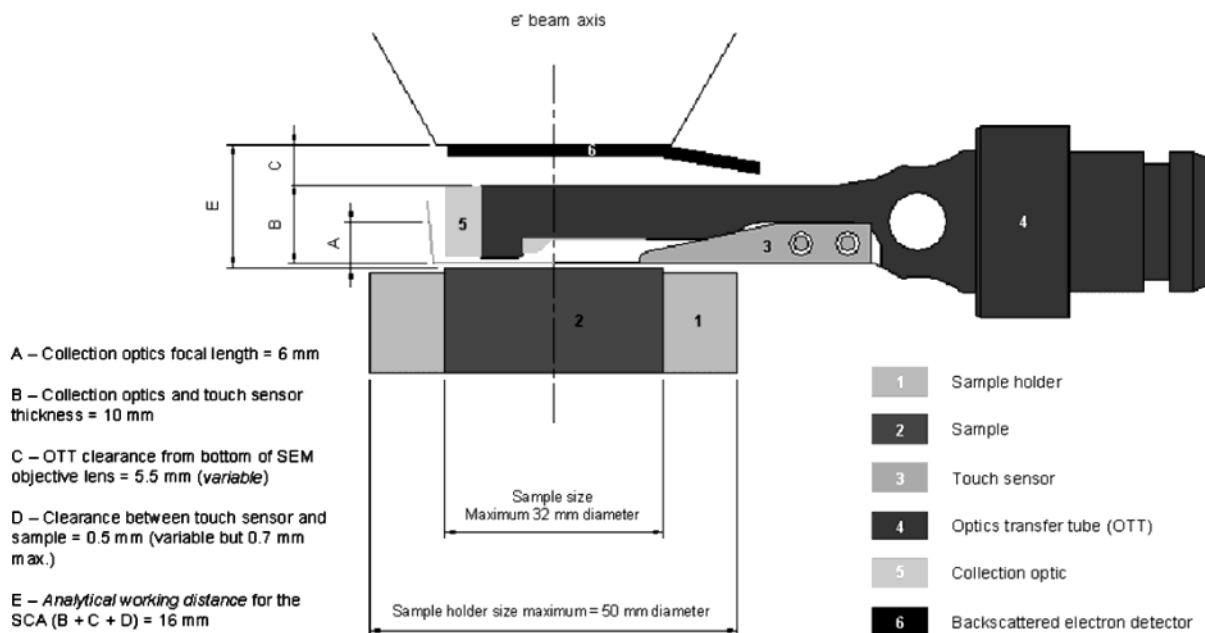 e- beam axis
6
C
E
B
A
5
3
4
2
1
A – Collection optics focal length = 6 mm
B – Collection optics and touch sensor
thickness = 10 mm
C – OTT clearance from bottom of SEM
objective lens = 5.5 mm (variable)
D – Clearance between touch sensor and
sample = 0.5 mm (variable but 0.7 mm
max.)
E – Analytical working distance for the
SCA (B + C + D) = 16 mm
Sample size
Maximum 32 mm diameter
Sample holder size maximum = 50 mm diameter
1 Sample holder
2 Sample
3 Touch sensor
4 Optics transfer tube (OTT)
5 Collection optic
6 Backscattered electron detector